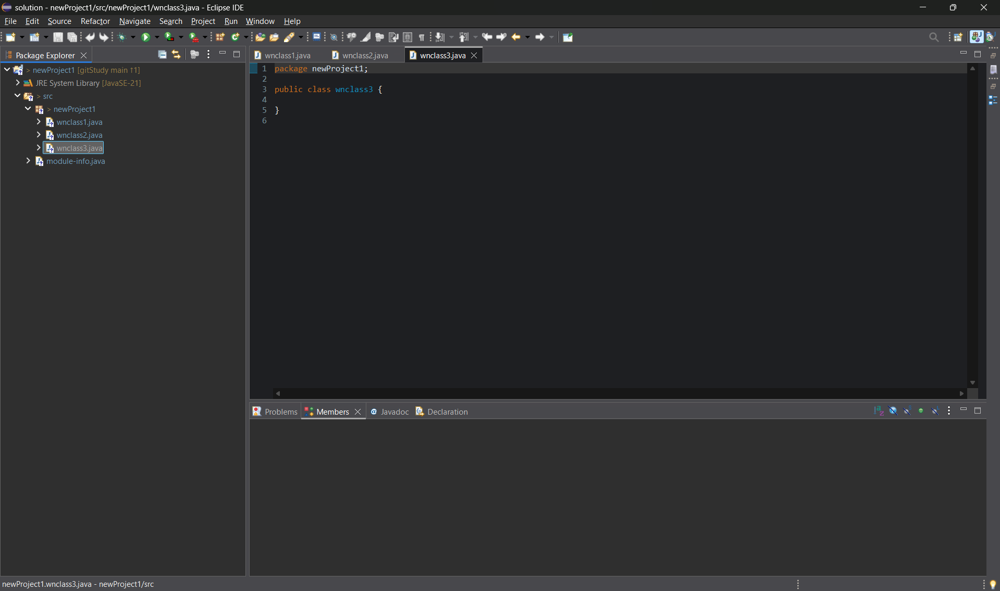 solution - newProject1/src/newProject1/wnclass3.java - Eclipse IDE
File Edit Source Refactor Navigate Search Project Run Window Help
Package Explorer
> newProject1 [gitStudy main ↑1]
JRE System Library [JavaSE-21]
> src
> newProject1
wnclass1.java
wnclass2.java
wnclass3.java
module-info.java
wnclass1.java wnclass2.java wnclass3.java
1 package newProject1;
2
3 public class wnclass3 {
4
5 }
6
Problems Members Javadoc Declaration
newProject1.wnclass3.java - newProject1/src